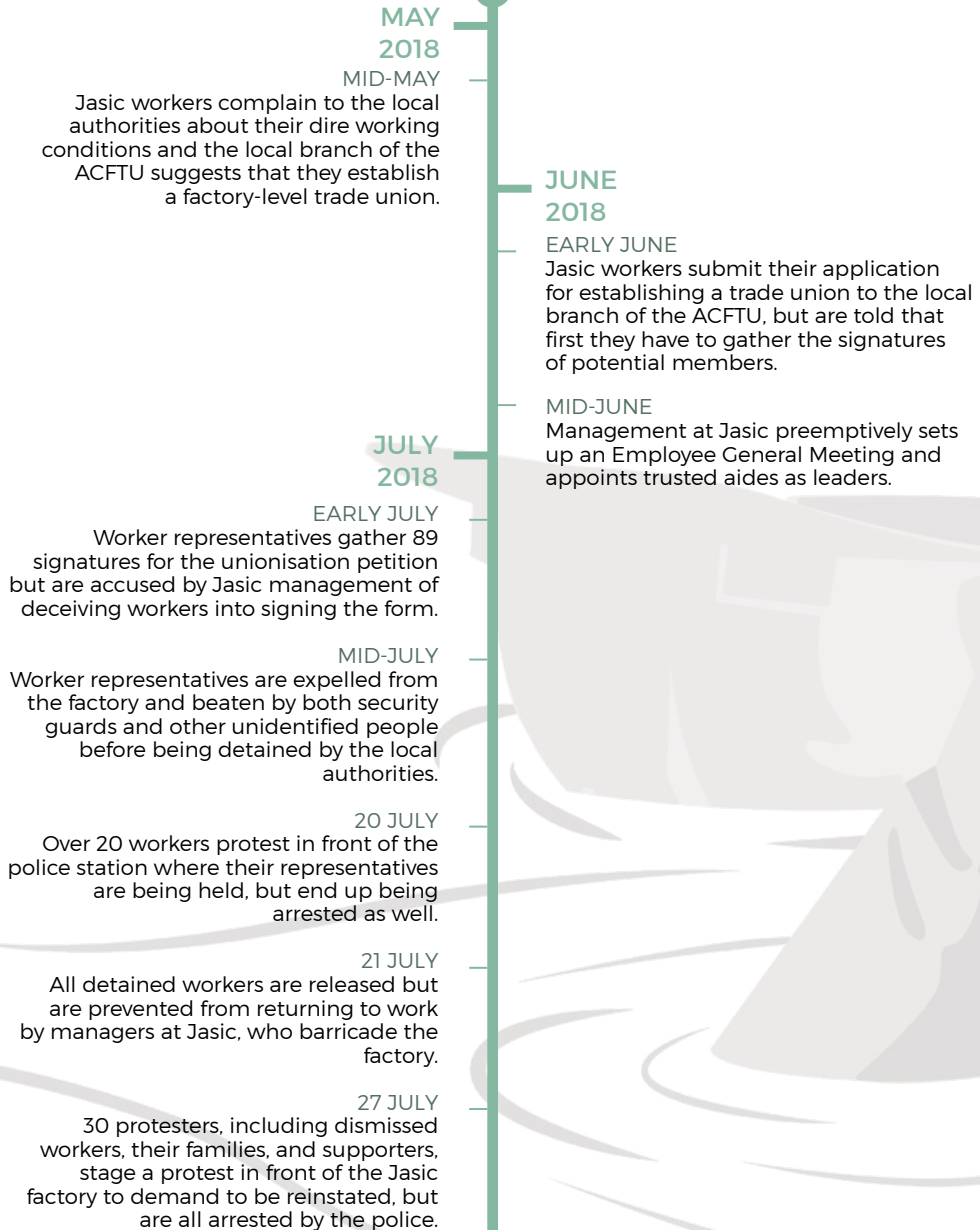 MAY
2018
MID-MAY
Jasic workers complain to the local
authorities about their dire working
conditions and the local branch of the
ACFTU suggests that they establish
a factory-level trade union.
JUNE
2018
EARLY JUNE
Jasic workers submit their application
for establishing a trade union to the local
branch of the ACFTU, but are told that
first they have to gather the signatures
of potential members.
MID-JUNE
Management at Jasic preemptively sets
up an Employee General Meeting and
appoints trusted aides as leaders.
JULY
2018
EARLY JULY
Worker representatives gather 89
signatures for the unionisation petition
but are accused by Jasic management of
deceiving workers into signing the form.
MID-JULY
Worker representatives are expelled from
the factory and beaten by both security
guards and other unidentified people
before being detained by the local
authorities.
20 JULY
Over 20 workers protest in front of the
police station where their representatives
are being held, but end up being
arrested as well.
21 JULY
All detained workers are released but
are prevented from returning to work
by managers at Jasic, who barricade the
factory.
27 JULY
30 protesters, including dismissed
workers, their families, and supporters,
stage a protest in front of the Jasic
factory to demand to be reinstated, but
are all arrested by the police.